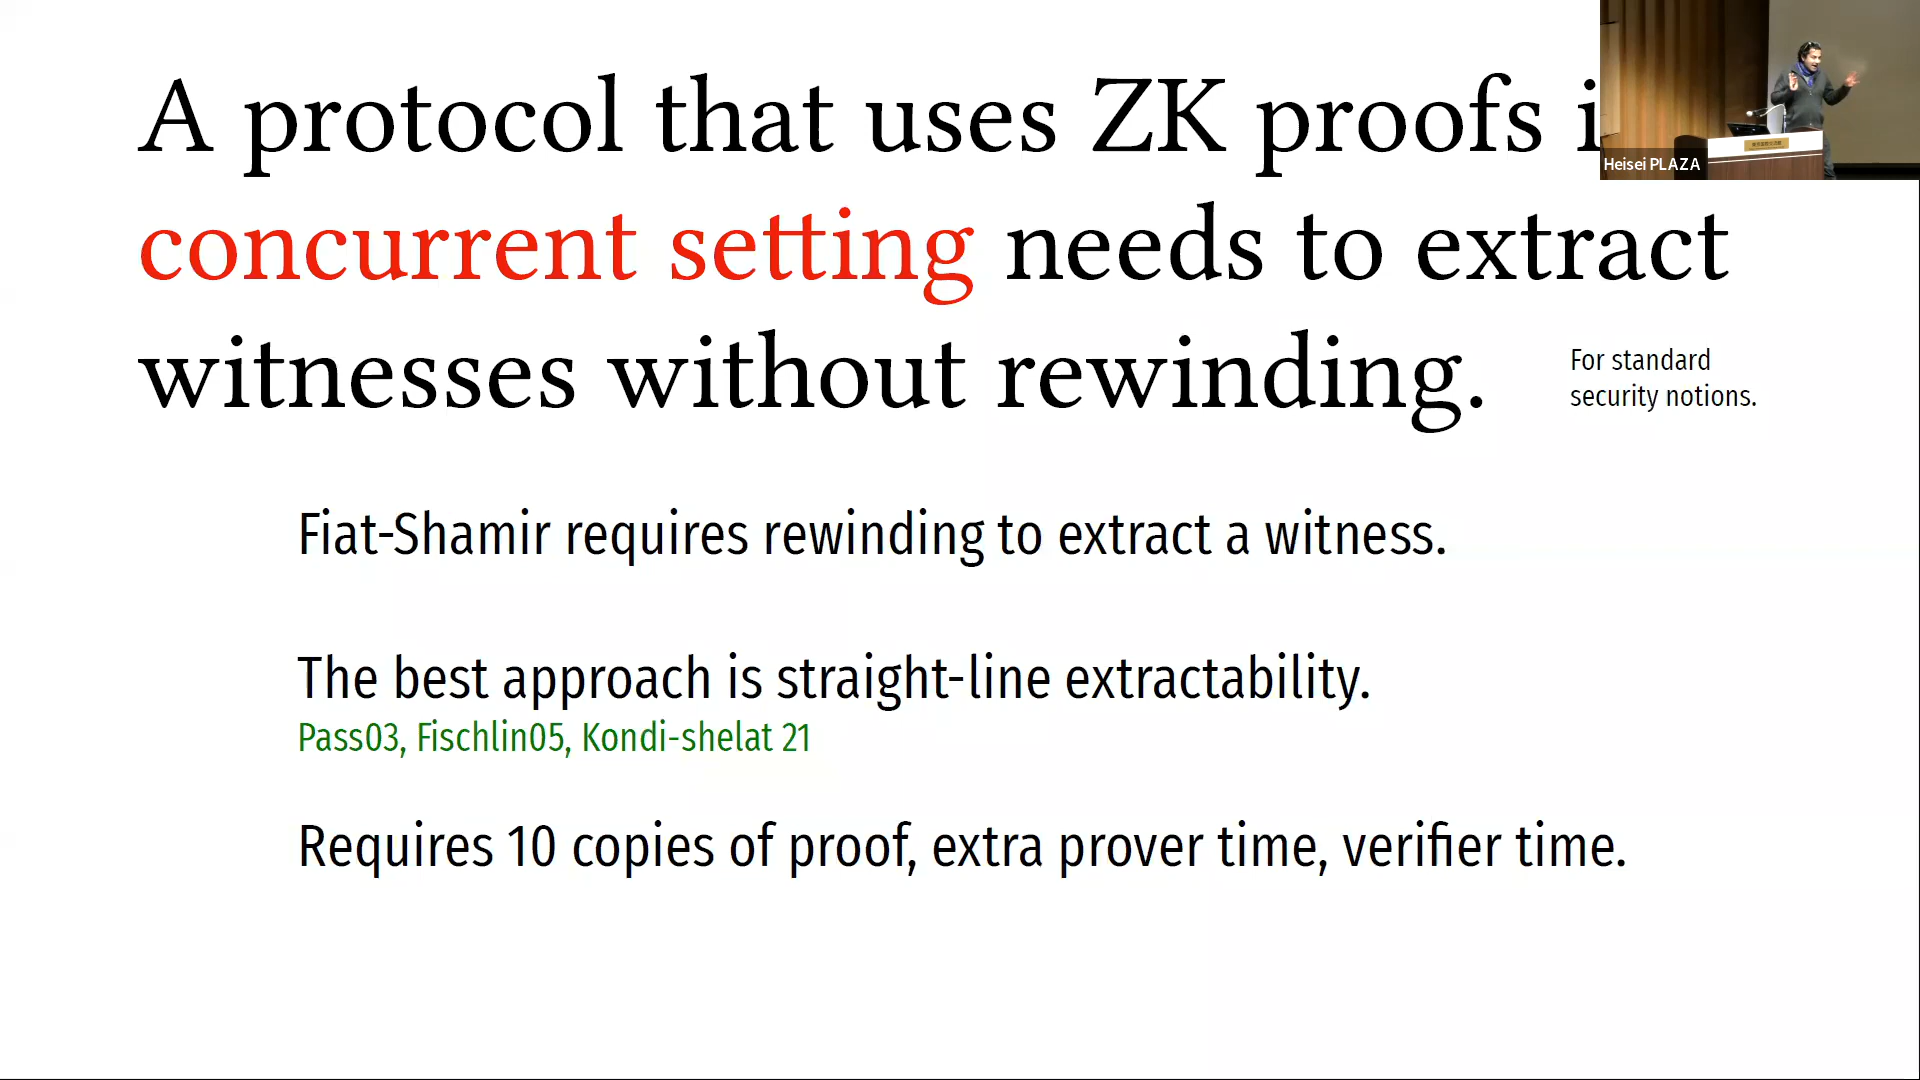 A protocol that uses ZK proofs i
concurrent setting needs to extract
witnesses without rewinding.
For standard
security notions.
Fiat-Shamir requires rewinding to extract a witness.
The best approach is straight-line extractability.
Pass03, Fischlin05, Kondi-shelat 21
Requires 10 copies of proof, extra prover time, verifier time.
Heisei PLAZA